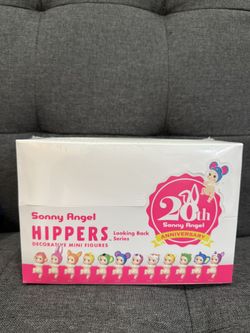 20th
Sonny Angel
ANNIVERSARY
Sonny Angel
HIPPERS
Looking Back
Series
DECORATIVE MINI FIGURES